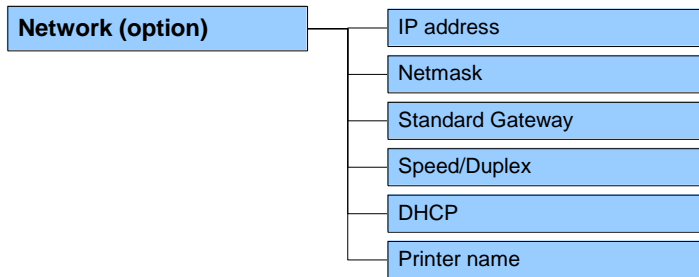 Network (option)
IP address
Netmask
Standard Gateway
Speed/Duplex
DHCP
Printer name